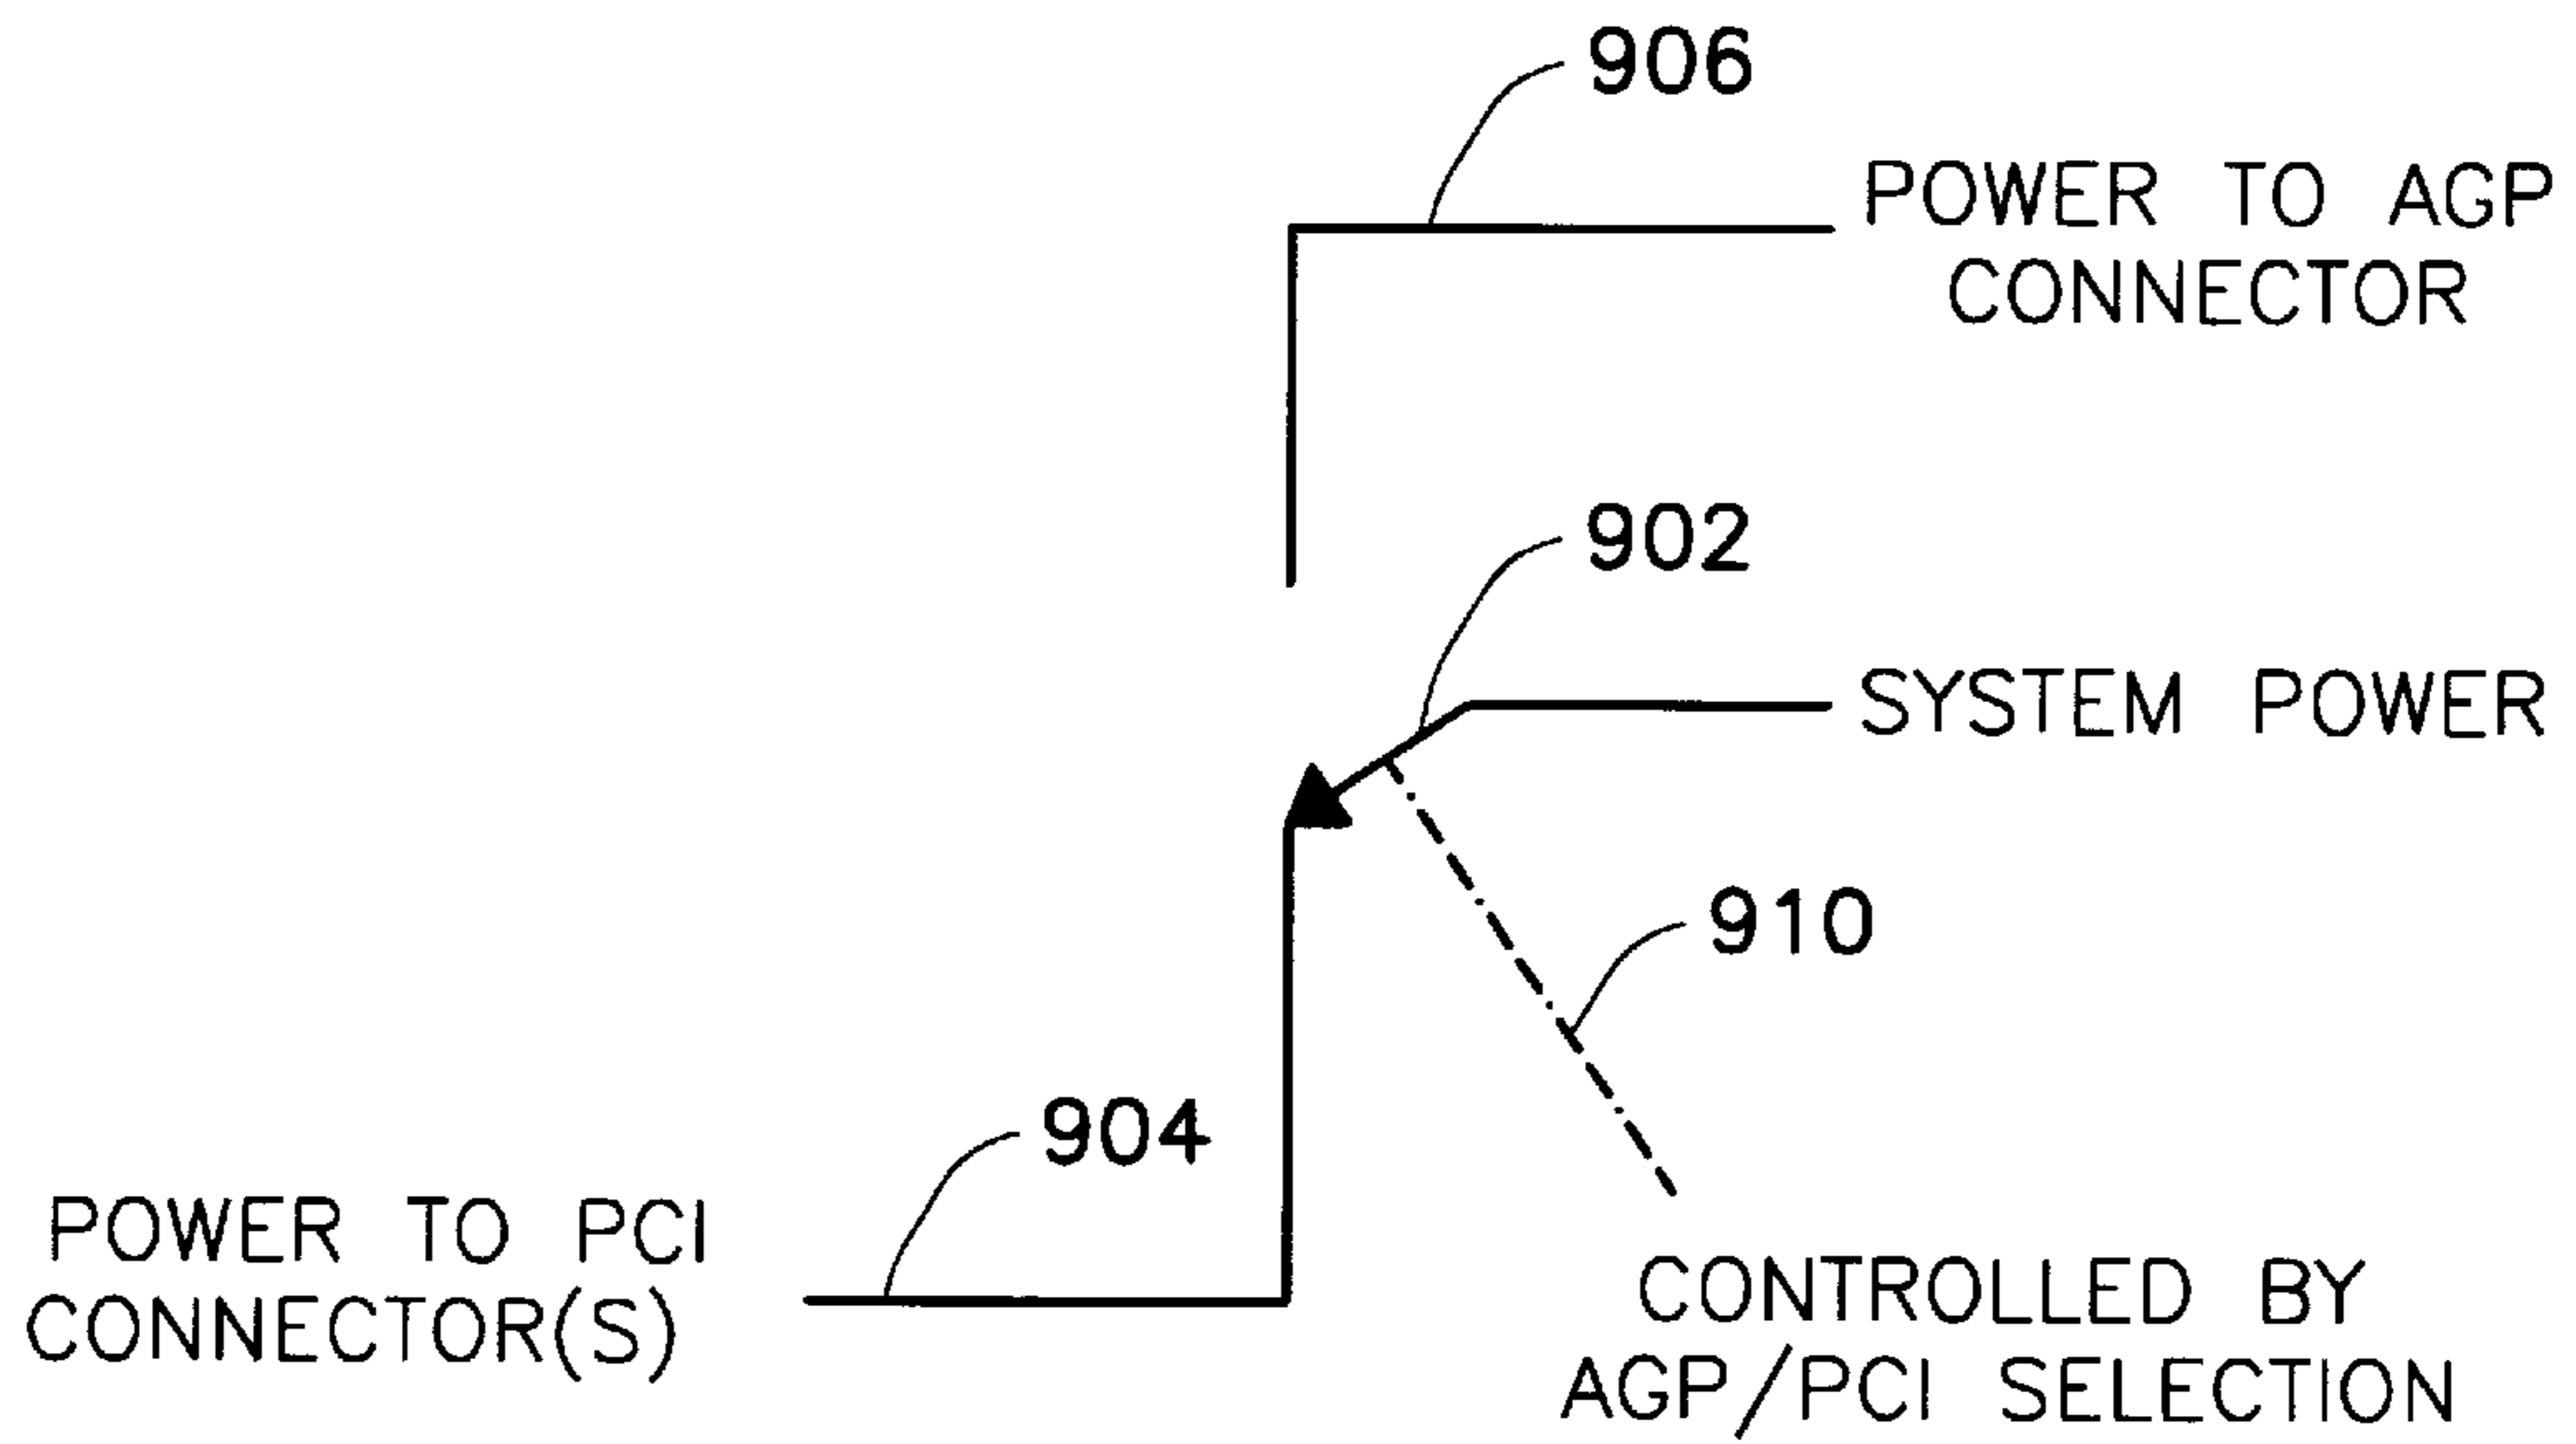 906
POWER TO AGP
CONNECTOR
902
SYSTEM POWER
910
904
POWER TO PCI
CONNECTOR(S)
CONTROLLED BY
AGP/PCI SELECTION